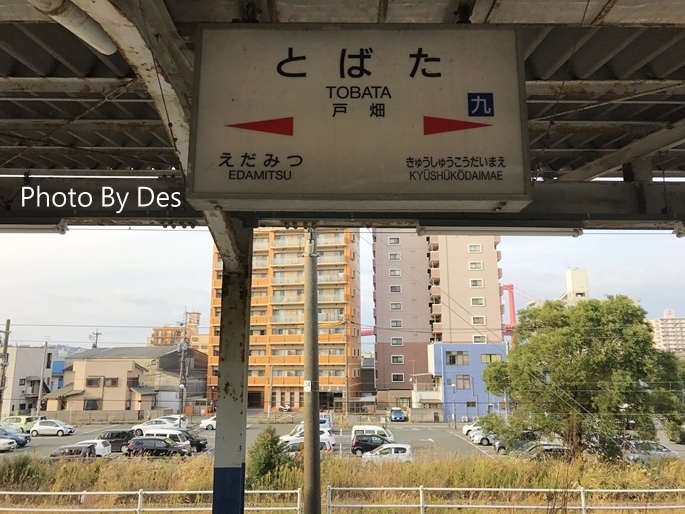 とばた
TOBATA
戸畑
九
えだみつ
EDAMITSU
きゅうしゅうこうだいまえ
KYŪSHŪKŌDAIMAE
Photo By Des